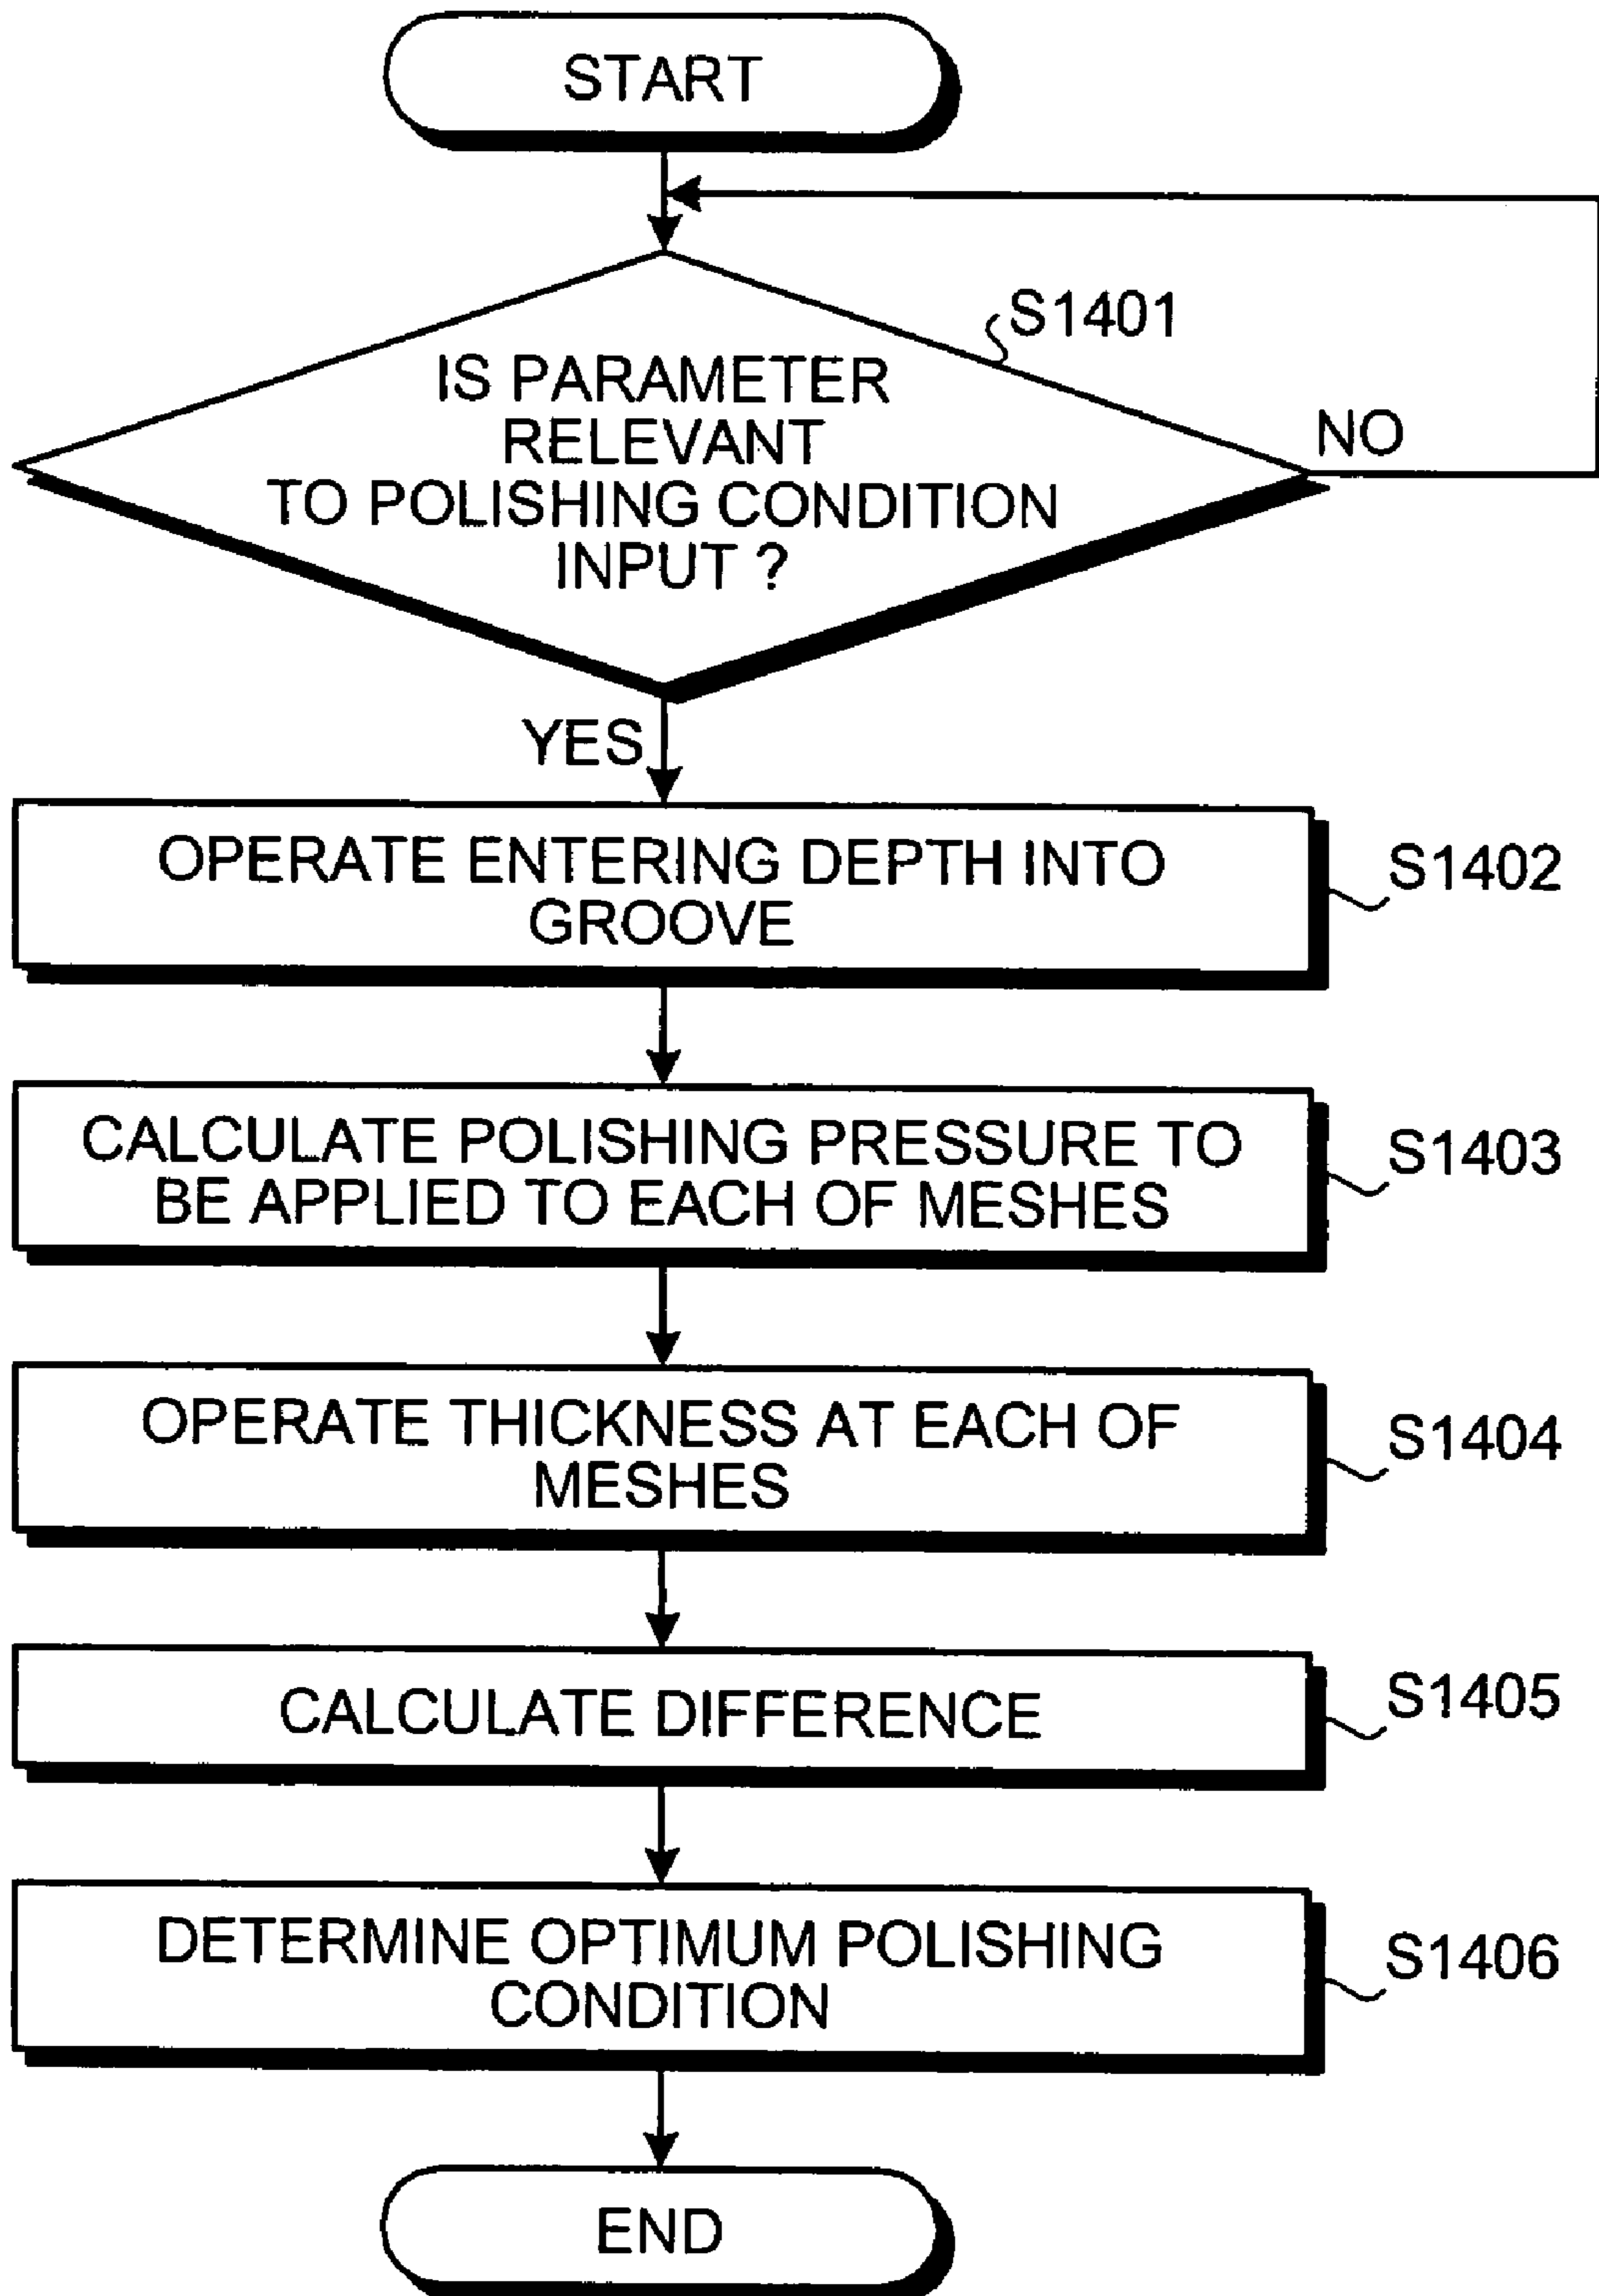 START
S1401
IS PARAMETER
RELEVANT
TO POLISHING CONDITION
INPUT ?
NO
YES
OPERATE ENTERING DEPTH INTO
GROOVE
S1402
CALCULATE POLISHING PRESSURE TO
BE APPLIED TO EACH OF MESHES
S1403
OPERATE THICKNESS AT EACH OF
MESHES
S1404
CALCULATE DIFFERENCE
S1405
DETERMINE OPTIMUM POLISHING
CONDITION
S1406
END